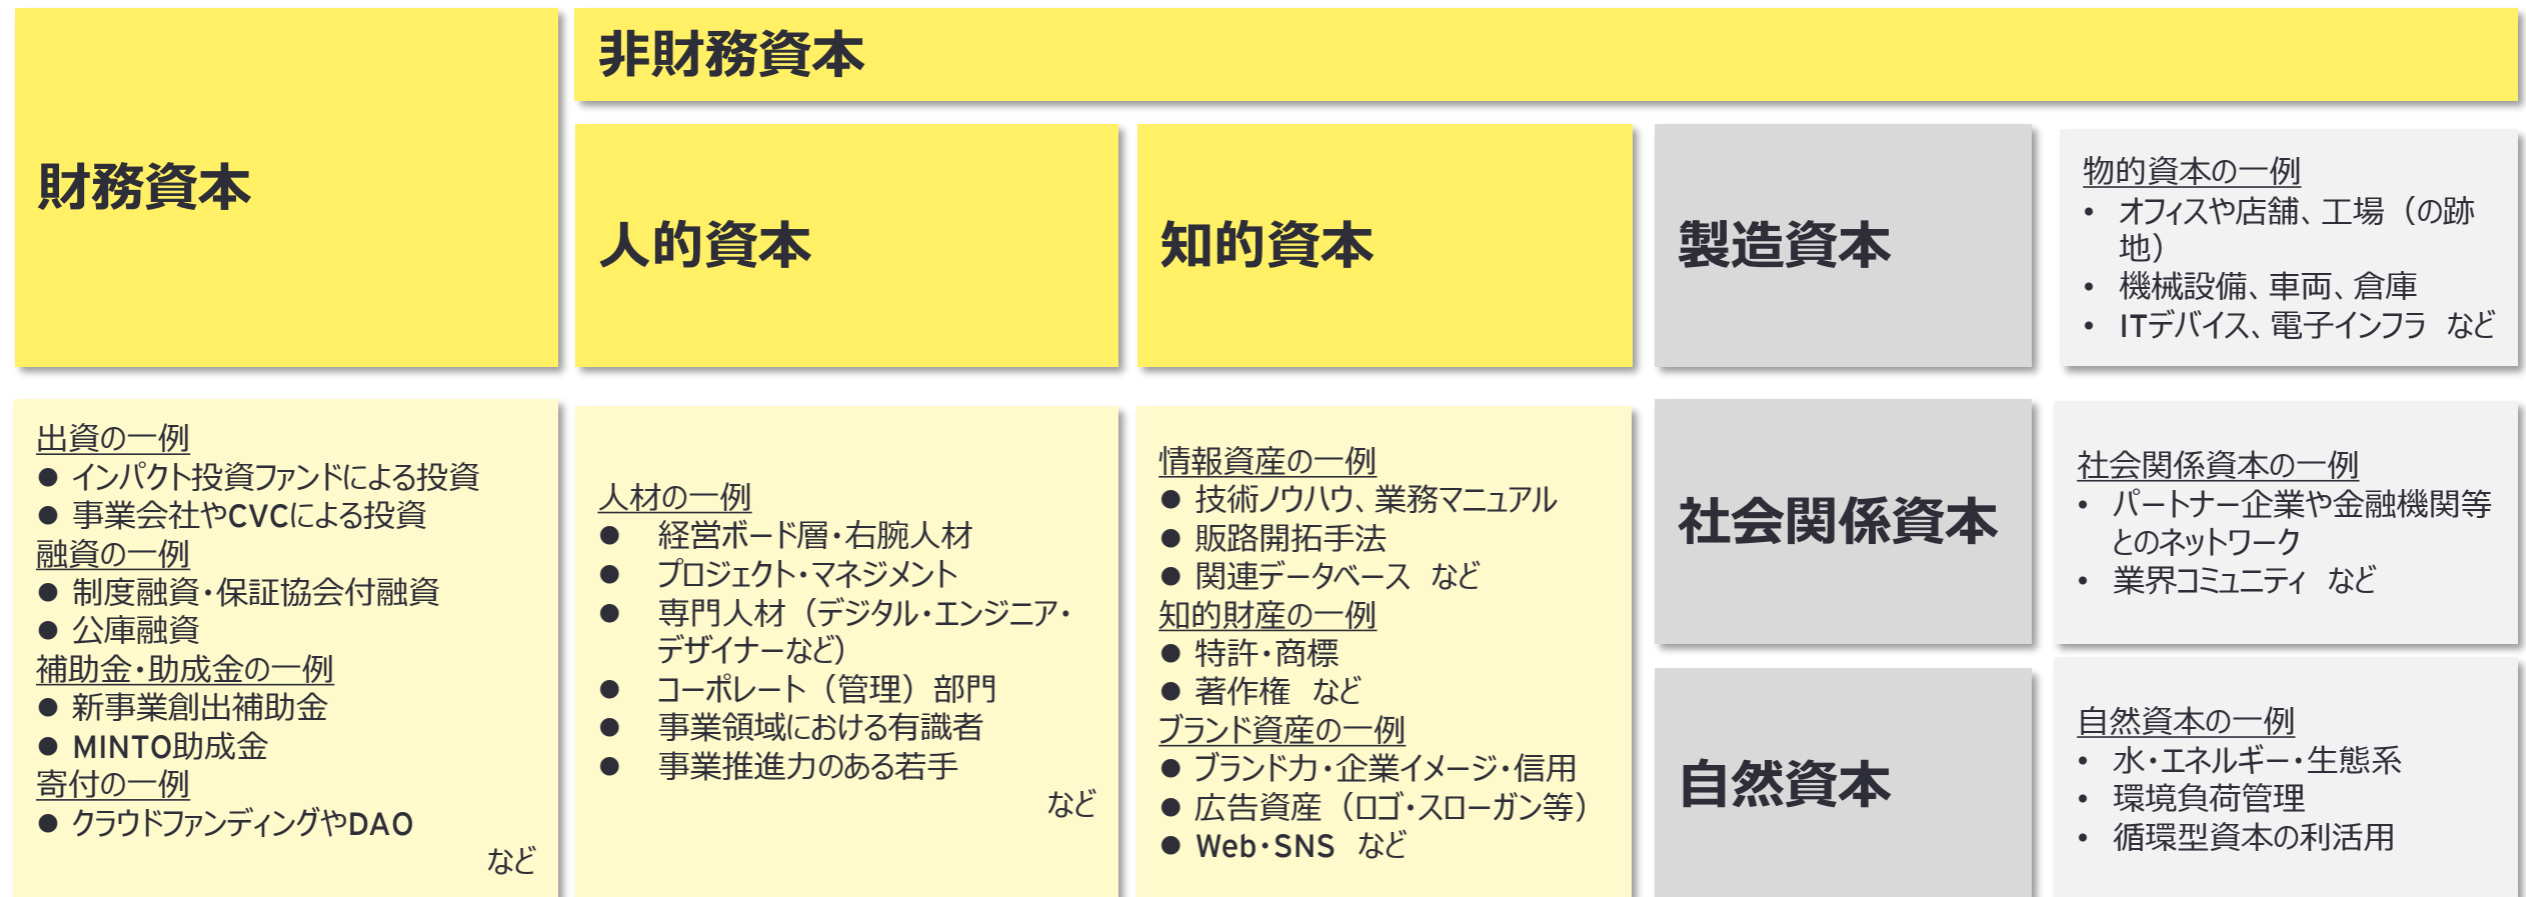 財務資本
出資の一例
● インパクト投資ファンドによる投資
● 事業会社やCVCによる投資
融資の一例
● 制度融資・保証協会付融資
● 公庫融資
補助金・助成金の一例
● 新事業創出補助金
● MINTO助成金
寄付の一例
● クラウドファンディングやDAO
など
非財務資本
人的資本
人材の一例
● 経営ボード層・右腕人材
● プロジェクト・マネジメント
● 専門人材（デジタル・エンジニア・
デザイナーなど）
● コーポレート（管理）部門
● 事業領域における有識者
● 事業推進力のある若手
など
知的資本
情報資産の一例
● 技術ノウハウ、業務マニュアル
● 販路開拓手法
● 関連データベース など
知的財産の一例
● 特許・商標
● 著作権 など
ブランド資産の一例
● ブランド力・企業イメージ・信用
● 広告資産（ロゴ・スローガン等）
● Web・SNS など
製造資本
物的資本の一例
• オフィスや店舗、工場（の跡
地）
• 機械設備、車両、倉庫
• ITデバイス、電子インフラ など
社会関係資本
社会関係資本の一例
• パートナー企業や金融機関等
とのネットワーク
• 業界コミュニティ など
自然資本
自然資本の一例
• 水・エネルギー・生態系
• 環境負荷管理
• 循環型資本の利活用